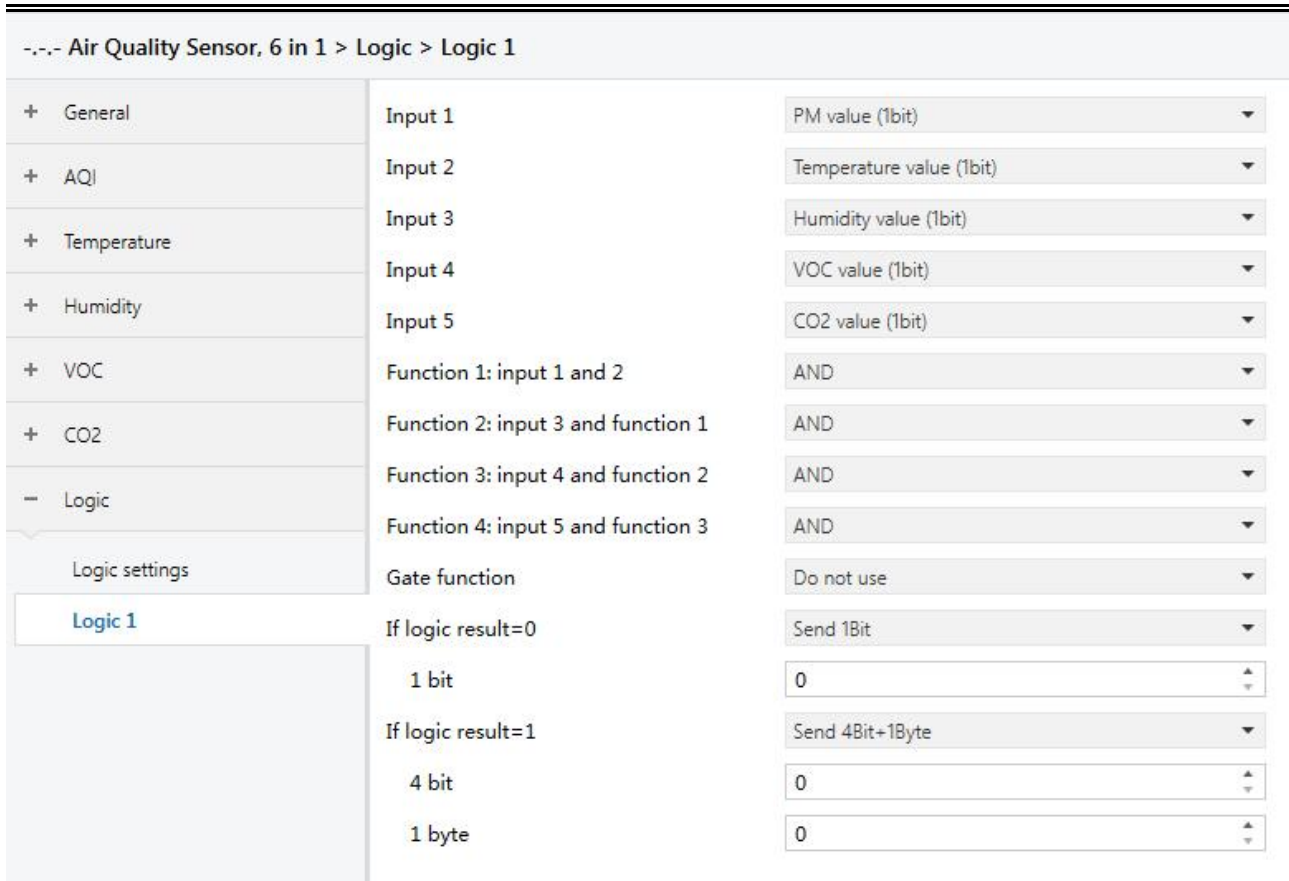 -.-.- Air Quality Sensor, 6 in 1 > Logic > Logic 1
+ General
+ AQI
+ Temperature
+ Humidity
+ VOC
+ CO2
− Logic
Logic settings
Logic 1
Input 1 PM value (1bit)
Input 2 Temperature value (1bit)
Input 3 Humidity value (1bit)
Input 4 VOC value (1bit)
Input 5 CO2 value (1bit)
Function 1: input 1 and 2 AND
Function 2: input 3 and function 1 AND
Function 3: input 4 and function 2 AND
Function 4: input 5 and function 3 AND
Gate function Do not use
If logic result=0 Send 1Bit
1 bit 0
If logic result=1 Send 4Bit+1Byte
4 bit 0
1 byte 0